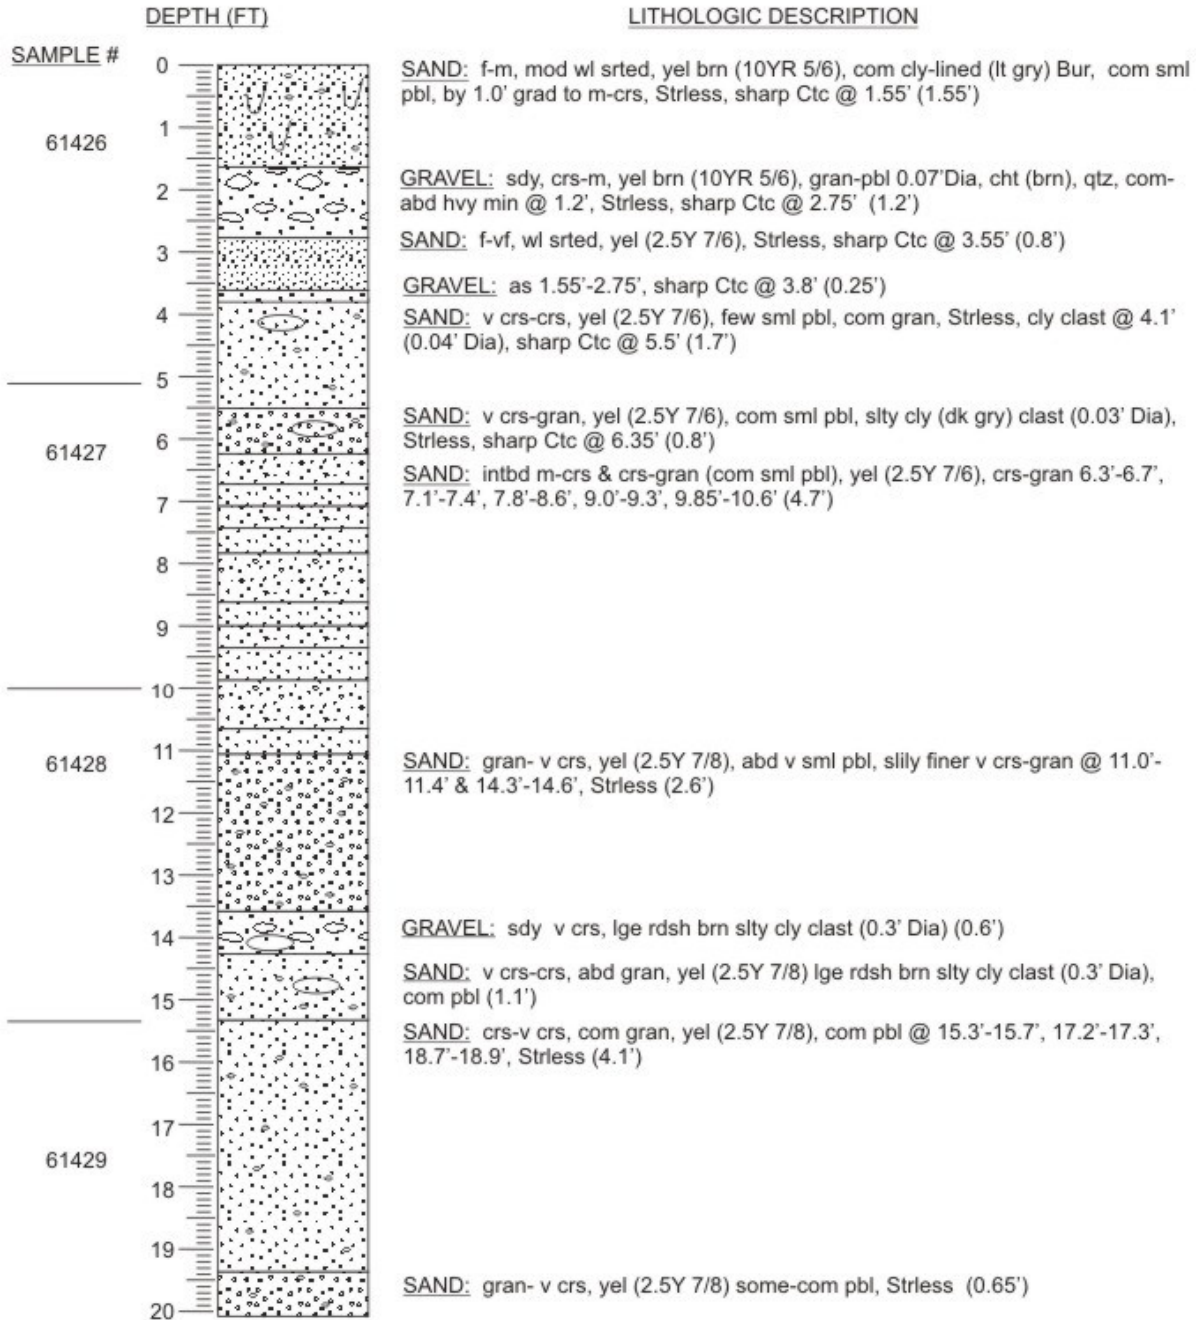 DEPTH (FT)
LITHOLOGIC DESCRIPTION
SAMPLE #
0
SAND: f-m, mod wl srted, yel brn (10YR 5/6), com cly-lined (lt gry) Bur, com sml
pbl, by 1.0' grad to m-crs, Strless, sharp Ctc @ 1.55' (1.55')
1
61426
GRAVEL: sdy, crs-m, yel brn (10YR 5/6), gran-pbl 0.07'Dia, cht (brn), qtz, com-
2
abd hvy min @ 1.2', Strless, sharp Ctc @ 2.75' (1.2')
SAND: f-vf, wl srted, yel (2.5Y 7/6), Strless, sharp Ctc @ 3.55' (0.8')
3
GRAVEL: as 1.55'-2.75', sharp Ctc @ 3.8' (0.25')
4
SAND: v crs-crs, yel (2.5Y 7/6), few sml pbl, com gran, Strless, cly clast @ 4.1'
(0.04' Dia), sharp Ctc @ 5.5' (1.7')
5
SAND: v crs-gran, yel (2.5Y 7/6), com sml pbl, slty cly (dk gry) clast (0.03' Dia),
6
Strless, sharp Ctc @ 6.35' (0.8')
61427
SAND: intbd m-crs & crs-gran (com sml pbl), yel (2.5Y 7/6), crs-gran 6.3'-6.7',
7
7.1'-7.4', 7.8'-8.6', 9.0'-9.3', 9.85'-10.6' (4.7')
8
9
10
11
61428
SAND: gran- v crs, yel (2.5Y 7/8), abd v sml pbl, slily finer v crs-gran @ 11.0'-
11.4' & 14.3'-14.6', Strless (2.6')
12
13
14
GRAVEL: sdy v crs, lge rdsh brn slty cly clast (0.3' Dia) (0.6')
SAND: v crs-crs, abd gran, yel (2.5Y 7/8) lge rdsh brn slty cly clast (0.3' Dia),
15
com pbl (1.1')
SAND: crs-v crs, com gran, yel (2.5Y 7/8), com pbl @ 15.3'-15.7', 17.2'-17.3',
16
18.7'-18.9', Strless (4.1')
17
61429
18
19
SAND: gran- v crs, yel (2.5Y 7/8) some-com pbl, Strless (0.65')
20